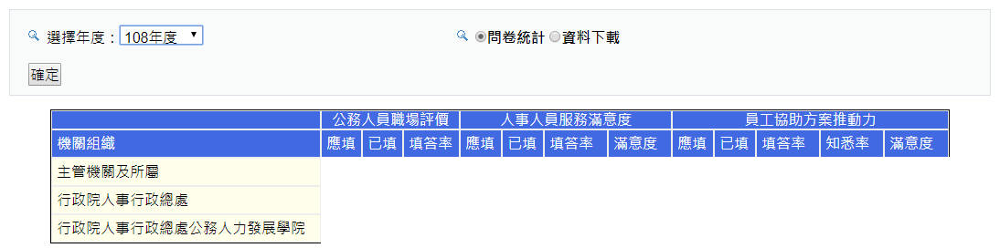 選擇年度：108年度 問卷統計 資料下載
確定
公務人員職場評價 人事人員服務滿意度 員工協助方案推動力
機關組織 應填 已填 填答率 應填 已填 填答率 滿意度 應填 已填 填答率 知悉率 滿意度
主管機關及所屬
行政院人事行政總處
行政院人事行政總處公務人力發展學院